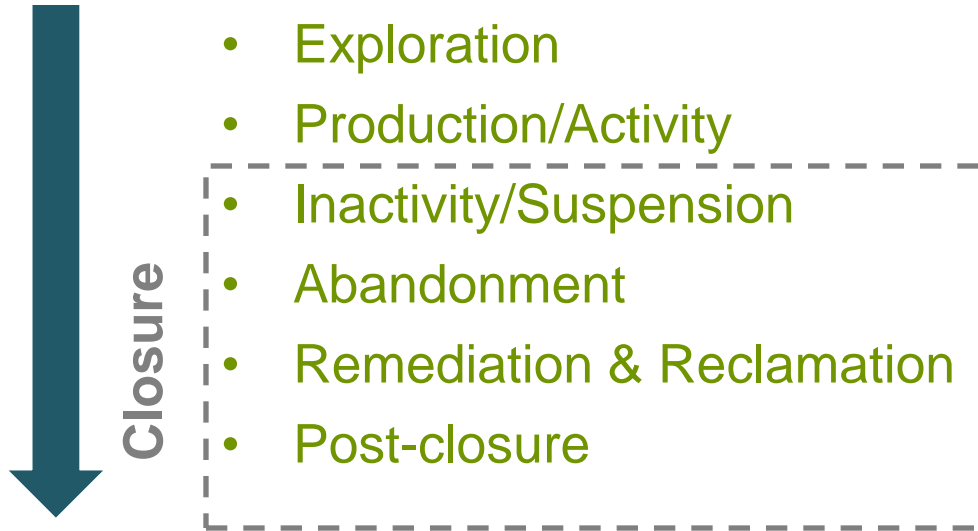 • Exploration
• Production/Activity
• Inactivity/Suspension
• Abandonment
• Remediation & Reclamation
• Post-closure
Closure